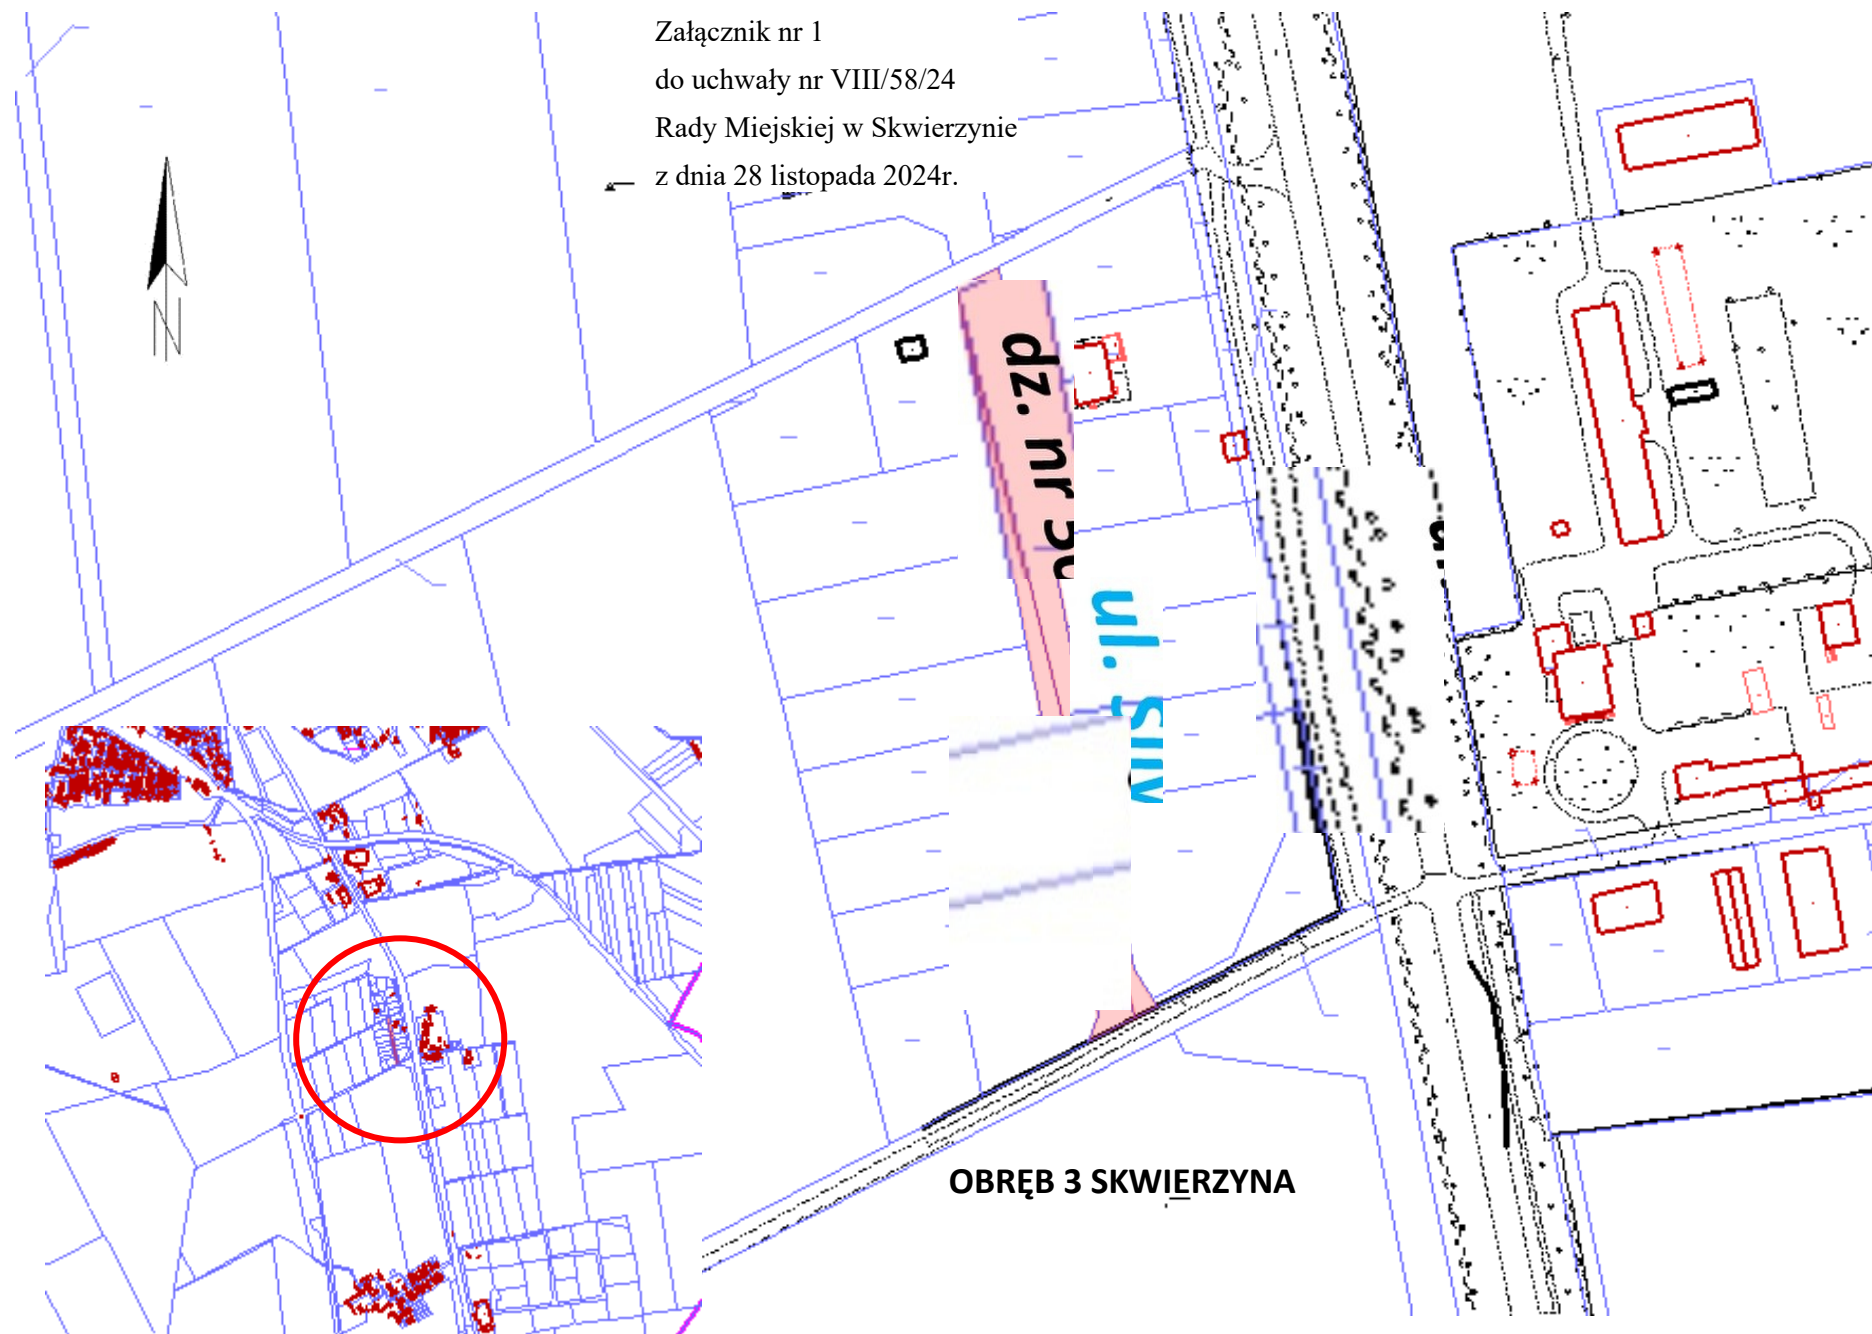 Załącznik nr 1
do uchwały nr VIII/58/24
Rady Miejskiej w Skwierzynie
z dnia 28 listopada 2024r.
N
dz. nr
ul.
OBRĘB 3 SKWIERZYNA